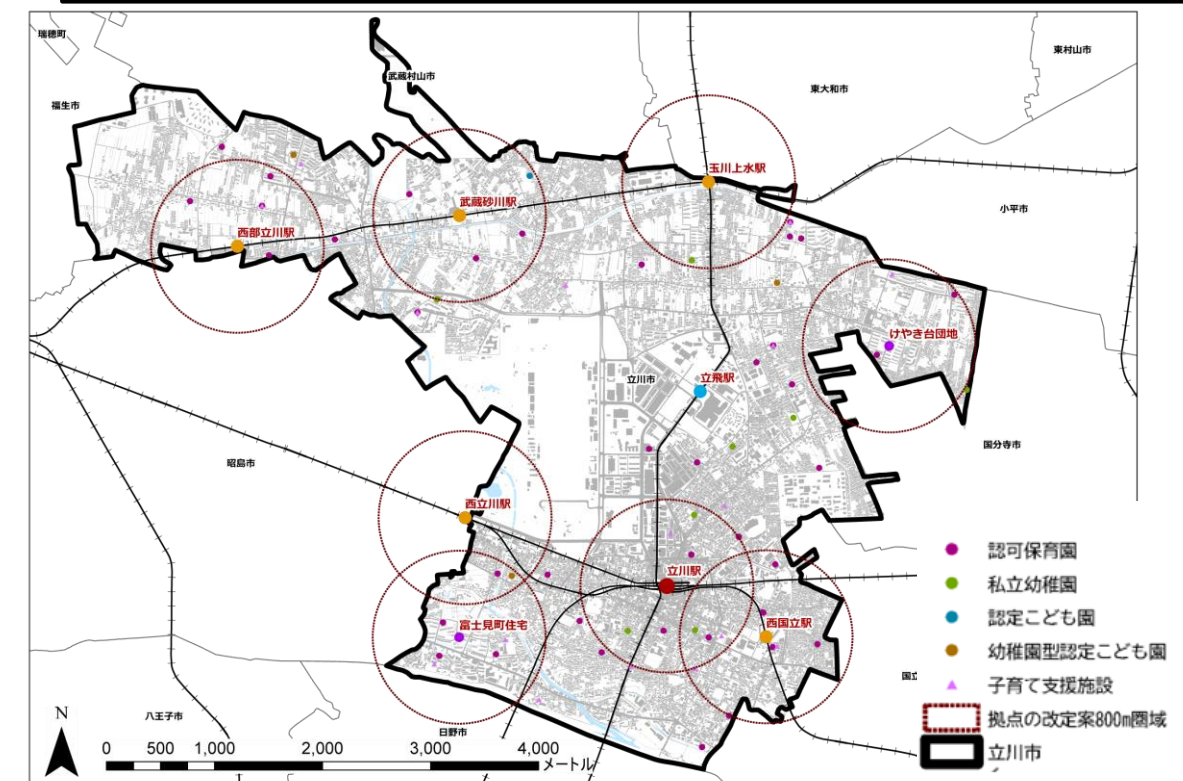 瑞穂町
東村山市
武蔵村山市
東大和市
福生市
玉川上水駅
武蔵砂川駅
小平市
西部立川駅
けやき台団地
立川市
立飛駅
国分寺市
昭島市
西立川駅
認可保育園
立川駅
私立幼稚園
認定こども園
富士見町住宅
西国立駅
幼稚園型認定こども園
国立
子育て支援施設
N
八王子市
日野市
拠点の改定案800m圏域
0 500 1,000 2,000 3,000 4,000
メートル
立川市